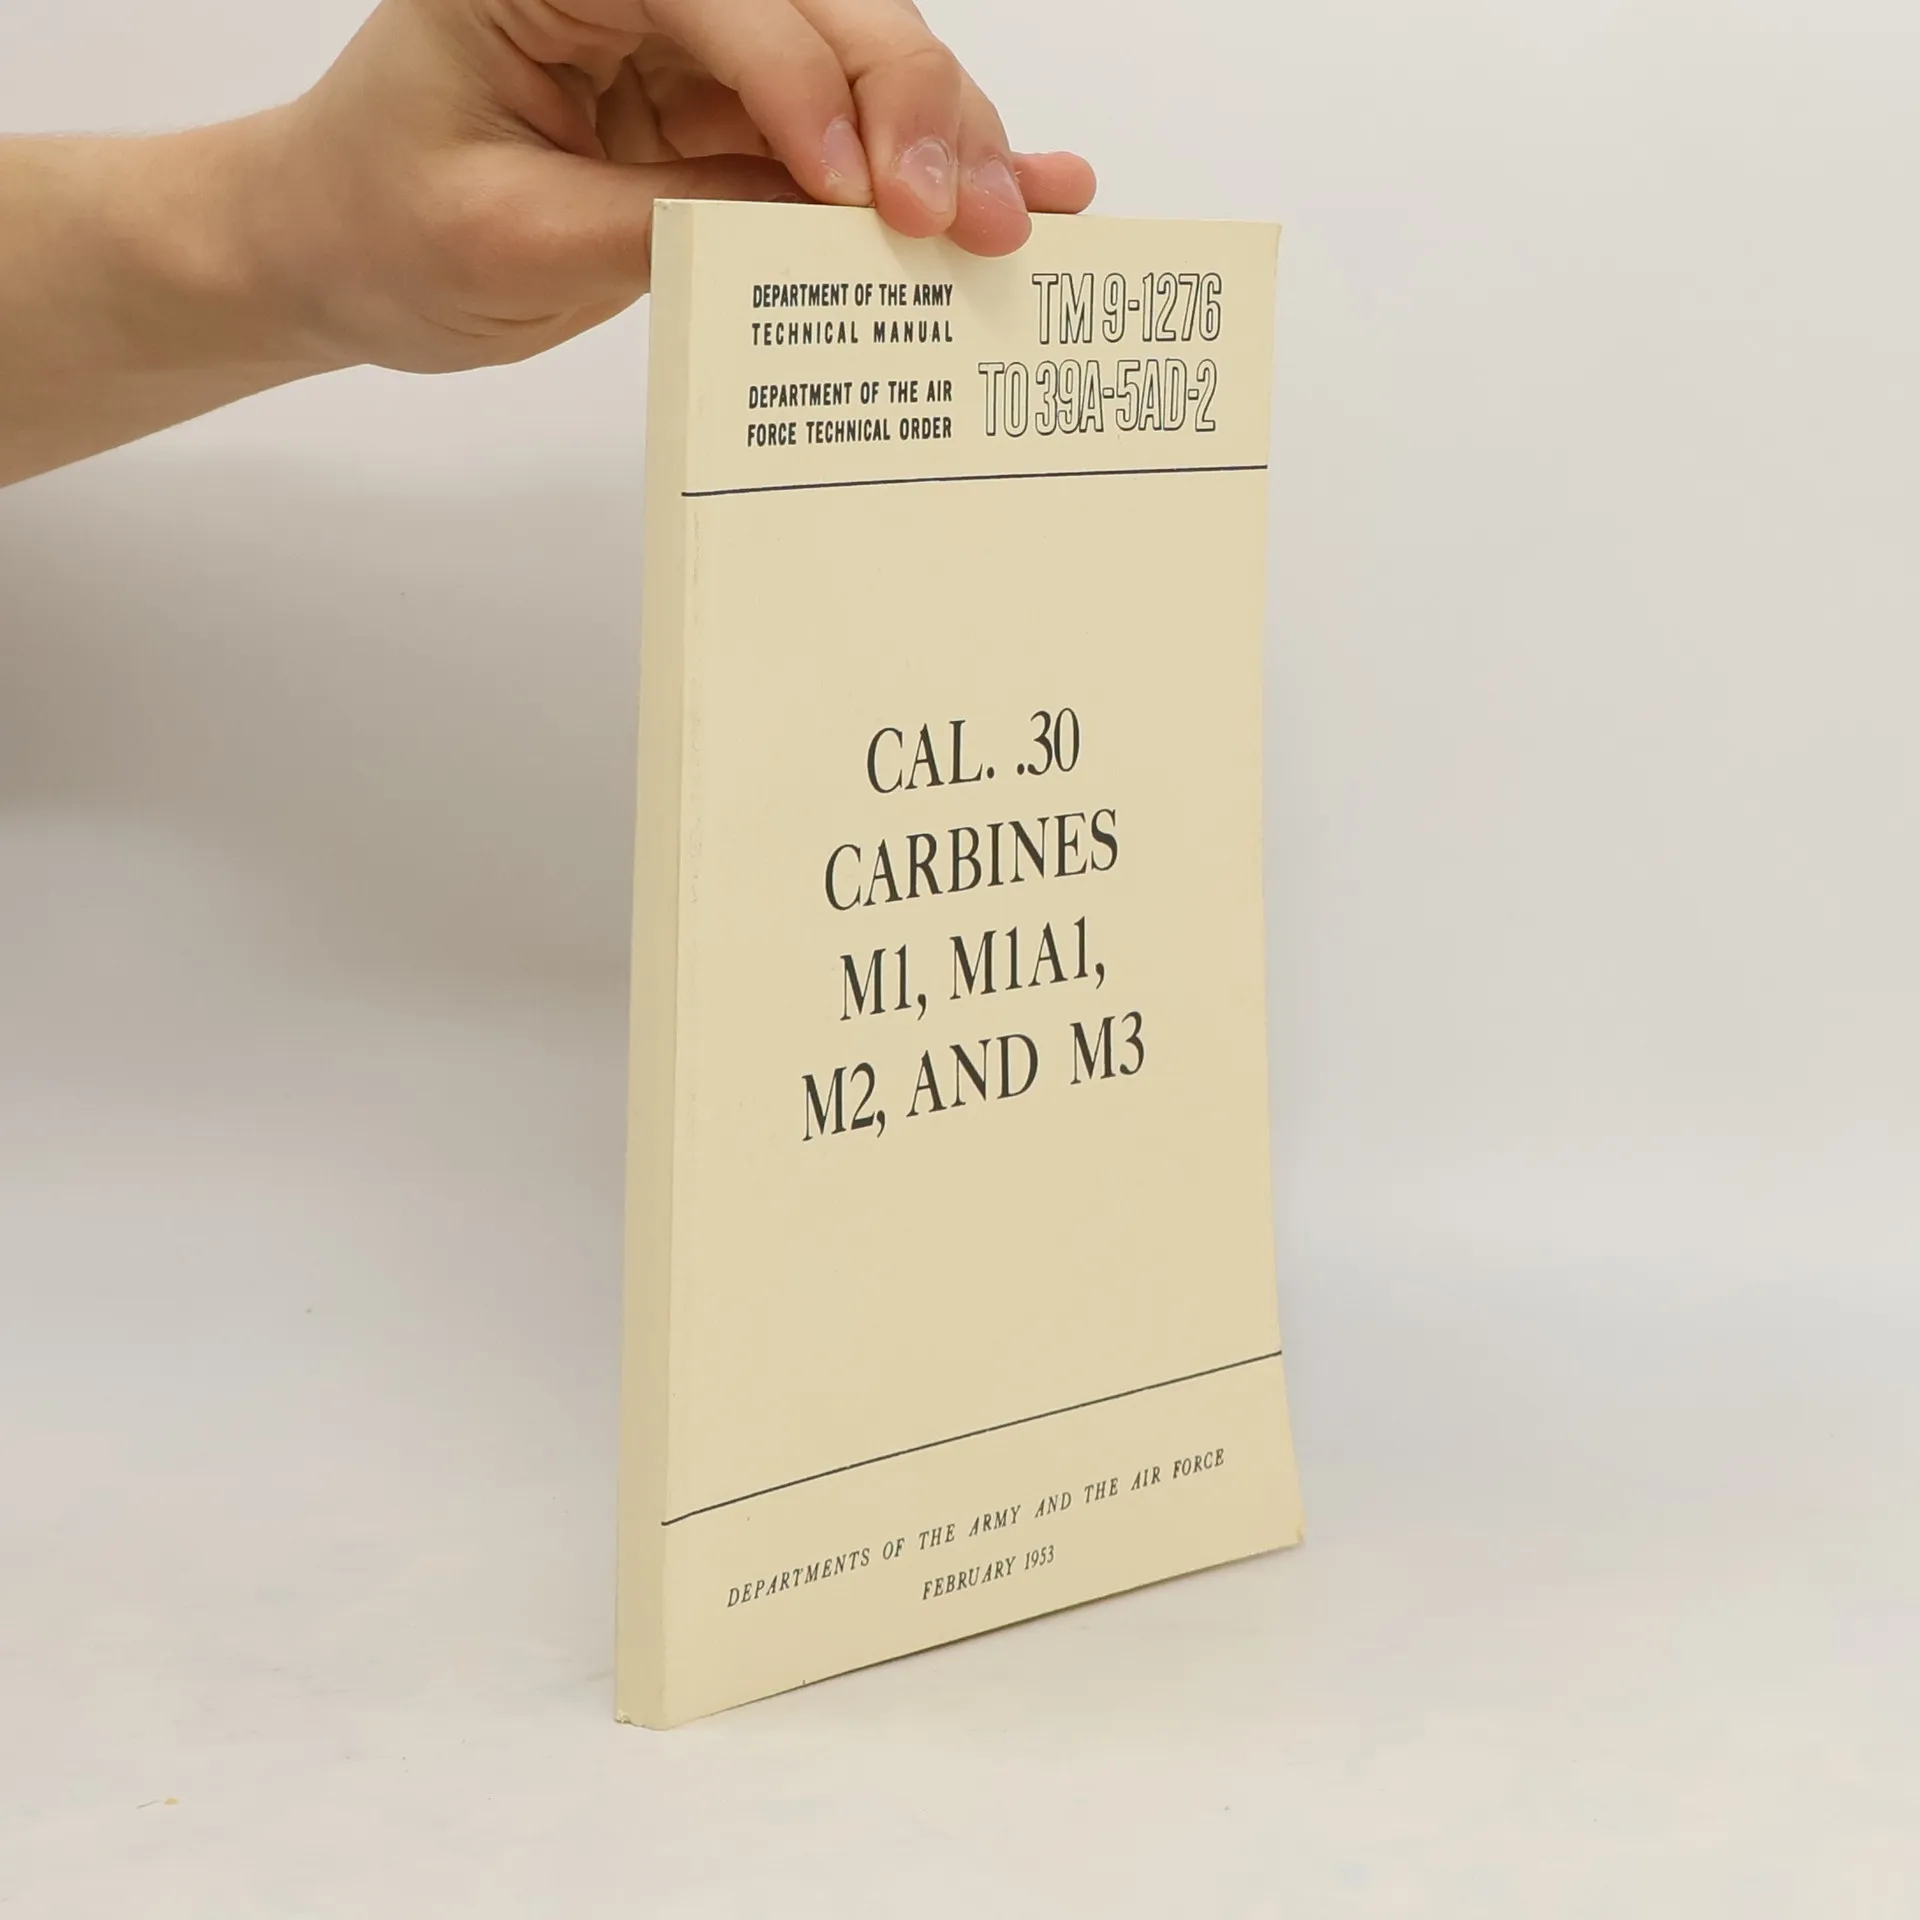 DEPARTMENT OF THE ARMY
TECHNICAL MANUAL
TM 9-1276
DEPARTMENT OF THE AIR
FORCE TECHNICAL ORDER
TO 39A-5AD-2
CAL. .30
CARBINES
M1, M1A1,
M2, AND M3
DEPARTMENTS OF THE ARMY AND THE AIR FORCE
FEBRUARY 1953